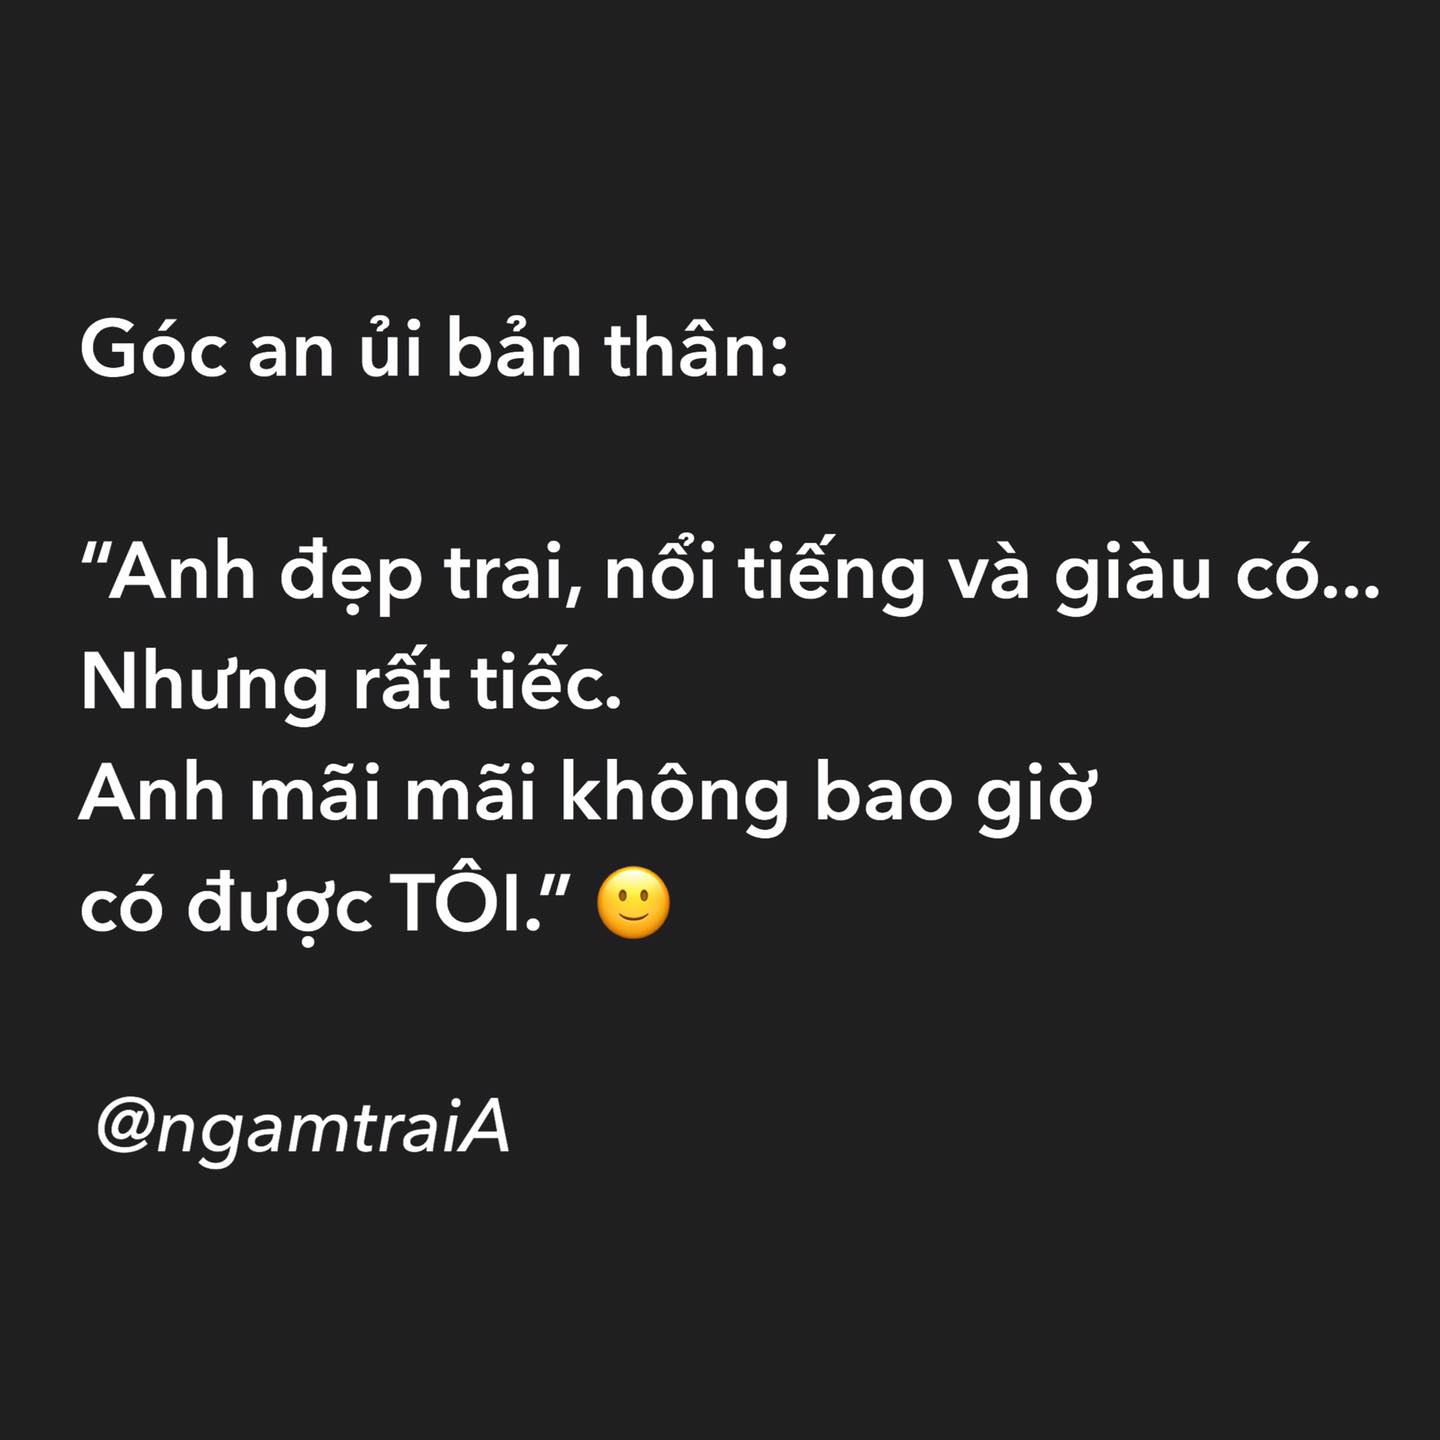 Góc an ủi bản thân:
“Anh đẹp trai, nổi tiếng và giàu có...
Nhưng rất tiếc.
Anh mãi mãi không bao giờ
có được TÔI.” 🙂
@ngamtraiA